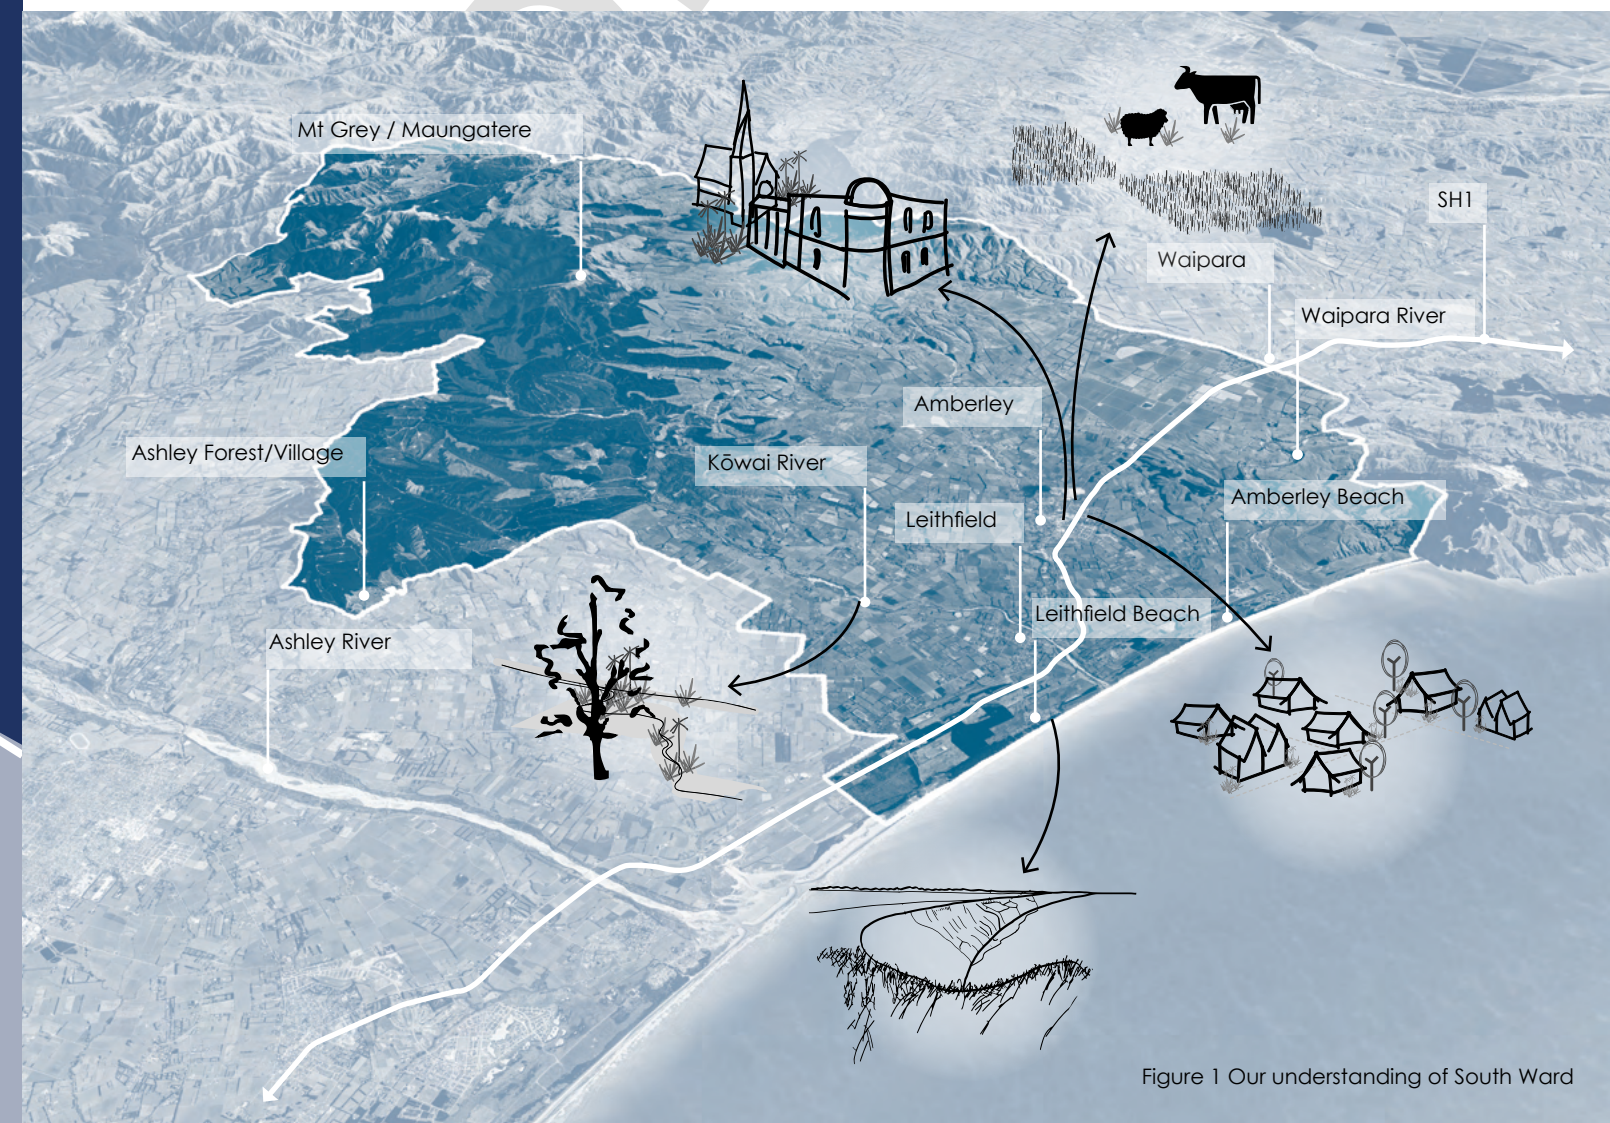 Mt Grey / Maungatere
SH1
Waipara
Waipara River
Amberley
Ashley Forest/Village
Kōwai River
Amberley Beach
Leithfield
Leithfield Beach
Ashley River
Figure 1 Our understanding of South Ward